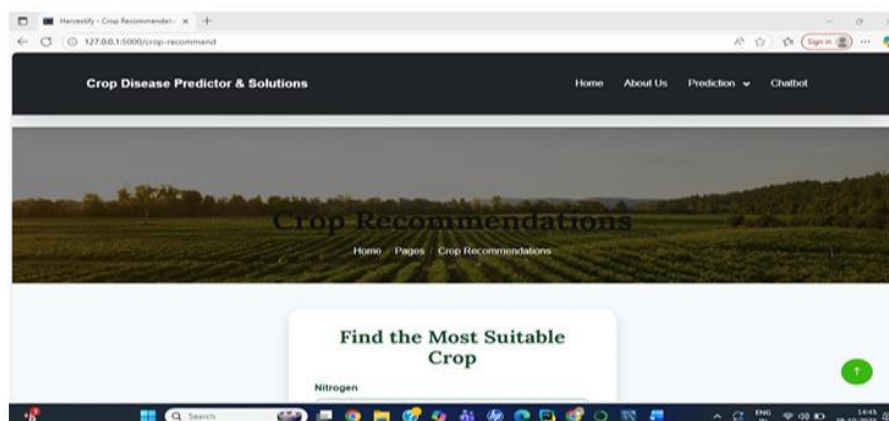 Harvestify - Crop Recommendati
127.0.0.1:5000/crop-recommend
Sign in
Crop Disease Predictor & Solutions
Home About Us Prediction Chatbot
Crop Recommendations
Home / Pages / Crop Recommendations
Find the Most Suitable
Crop
Nitrogen
Search
ENG
IN
14:45